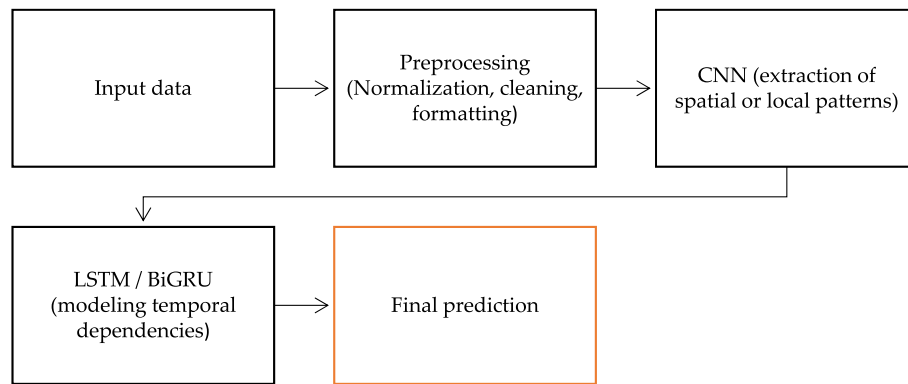 Input data
Preprocessing
(Normalization, cleaning,
formatting)
CNN (extraction of
spatial or local patterns)
LSTM / BiGRU
(modeling temporal
dependencies)
Final prediction